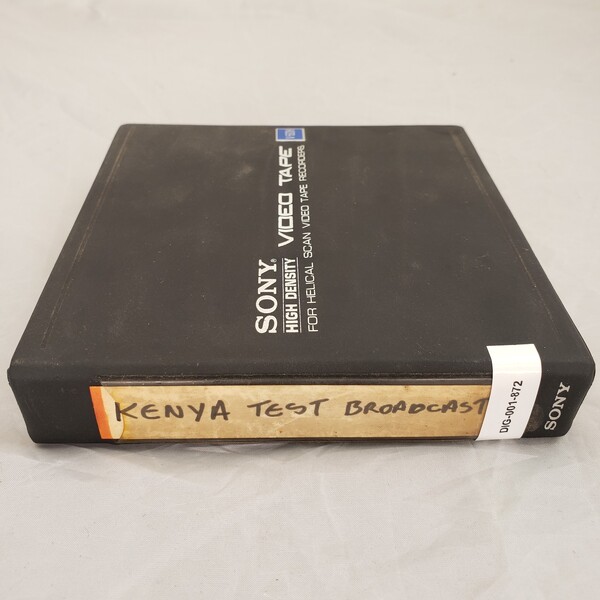 SONY®
HIGH DENSITY VIDEO TAPE
FOR HELICAL SCAN VIDEO TAPE RECORDERS
KENYA TEST BROADCAST
DIG-001-872
SONY